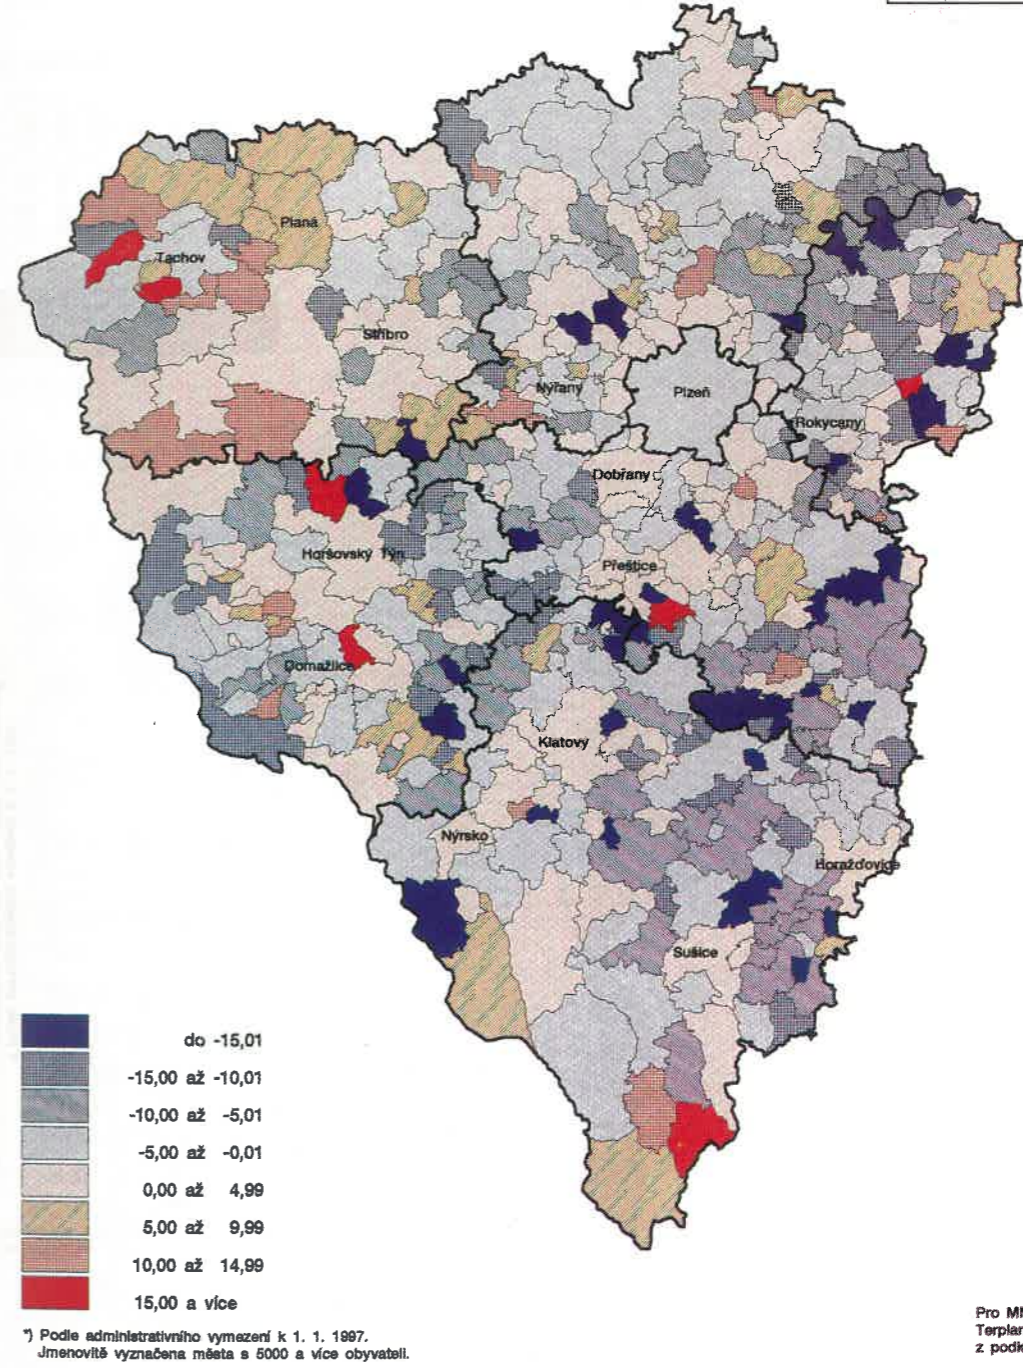 Planá
Tachov
Stříbro
Nýřany
Plzeň
Rokycany
Dobřany
Horšovský Týn
Přeštice
Domažlice
Klatovy
Nýrsko
Horažďovice
Sušice
do -15,01
-15,00 až -10,01
-10,00 až -5,01
-5,00 až -0,01
0,00 až 4,99
5,00 až 9,99
10,00 až 14,99
15,00 a více
*) Podle administrativního vymezení k 1. 1. 1997.
Jmenovitě vyznačena města s 5000 a více obyvateli.
Pro
Terplan
z